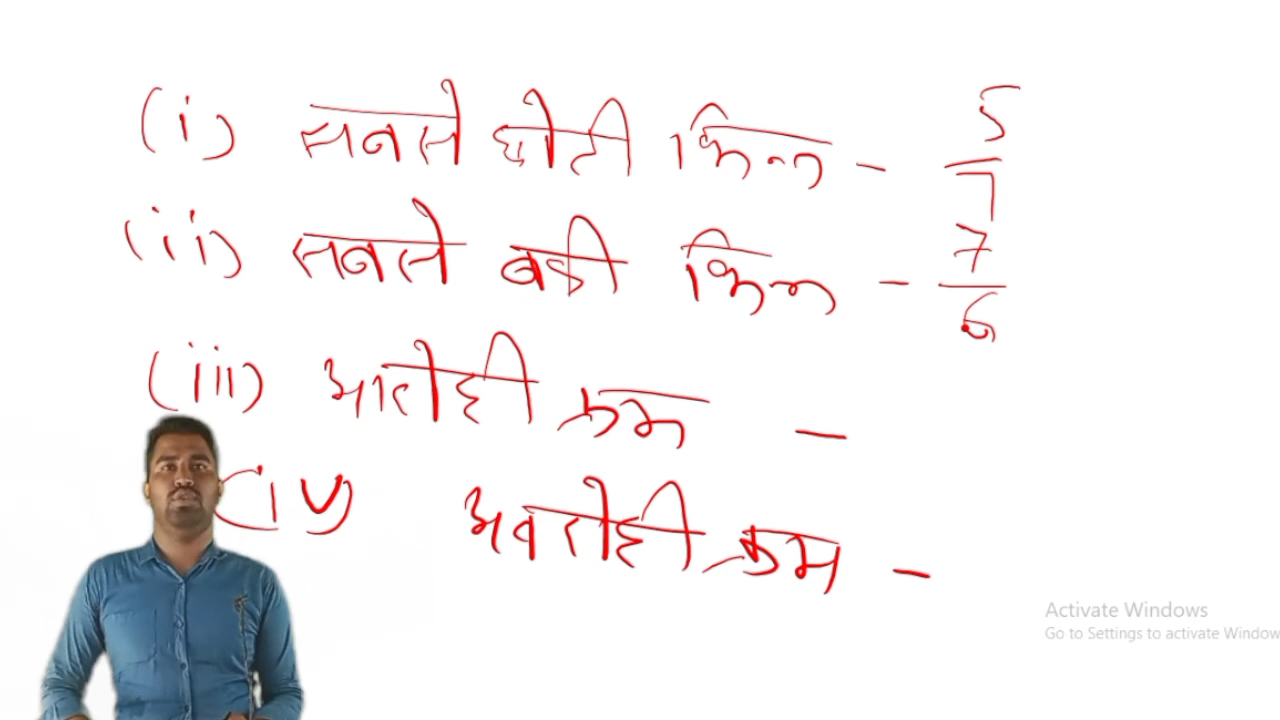 (i) सबसे छोटी भिन्न - 5/7
(ii) सबसे बडी भिन्न - 7/6
(iii) आरोही क्रम -
(iv) अवरोही क्रम -
Activate Windows
Go to Settings to activate Window